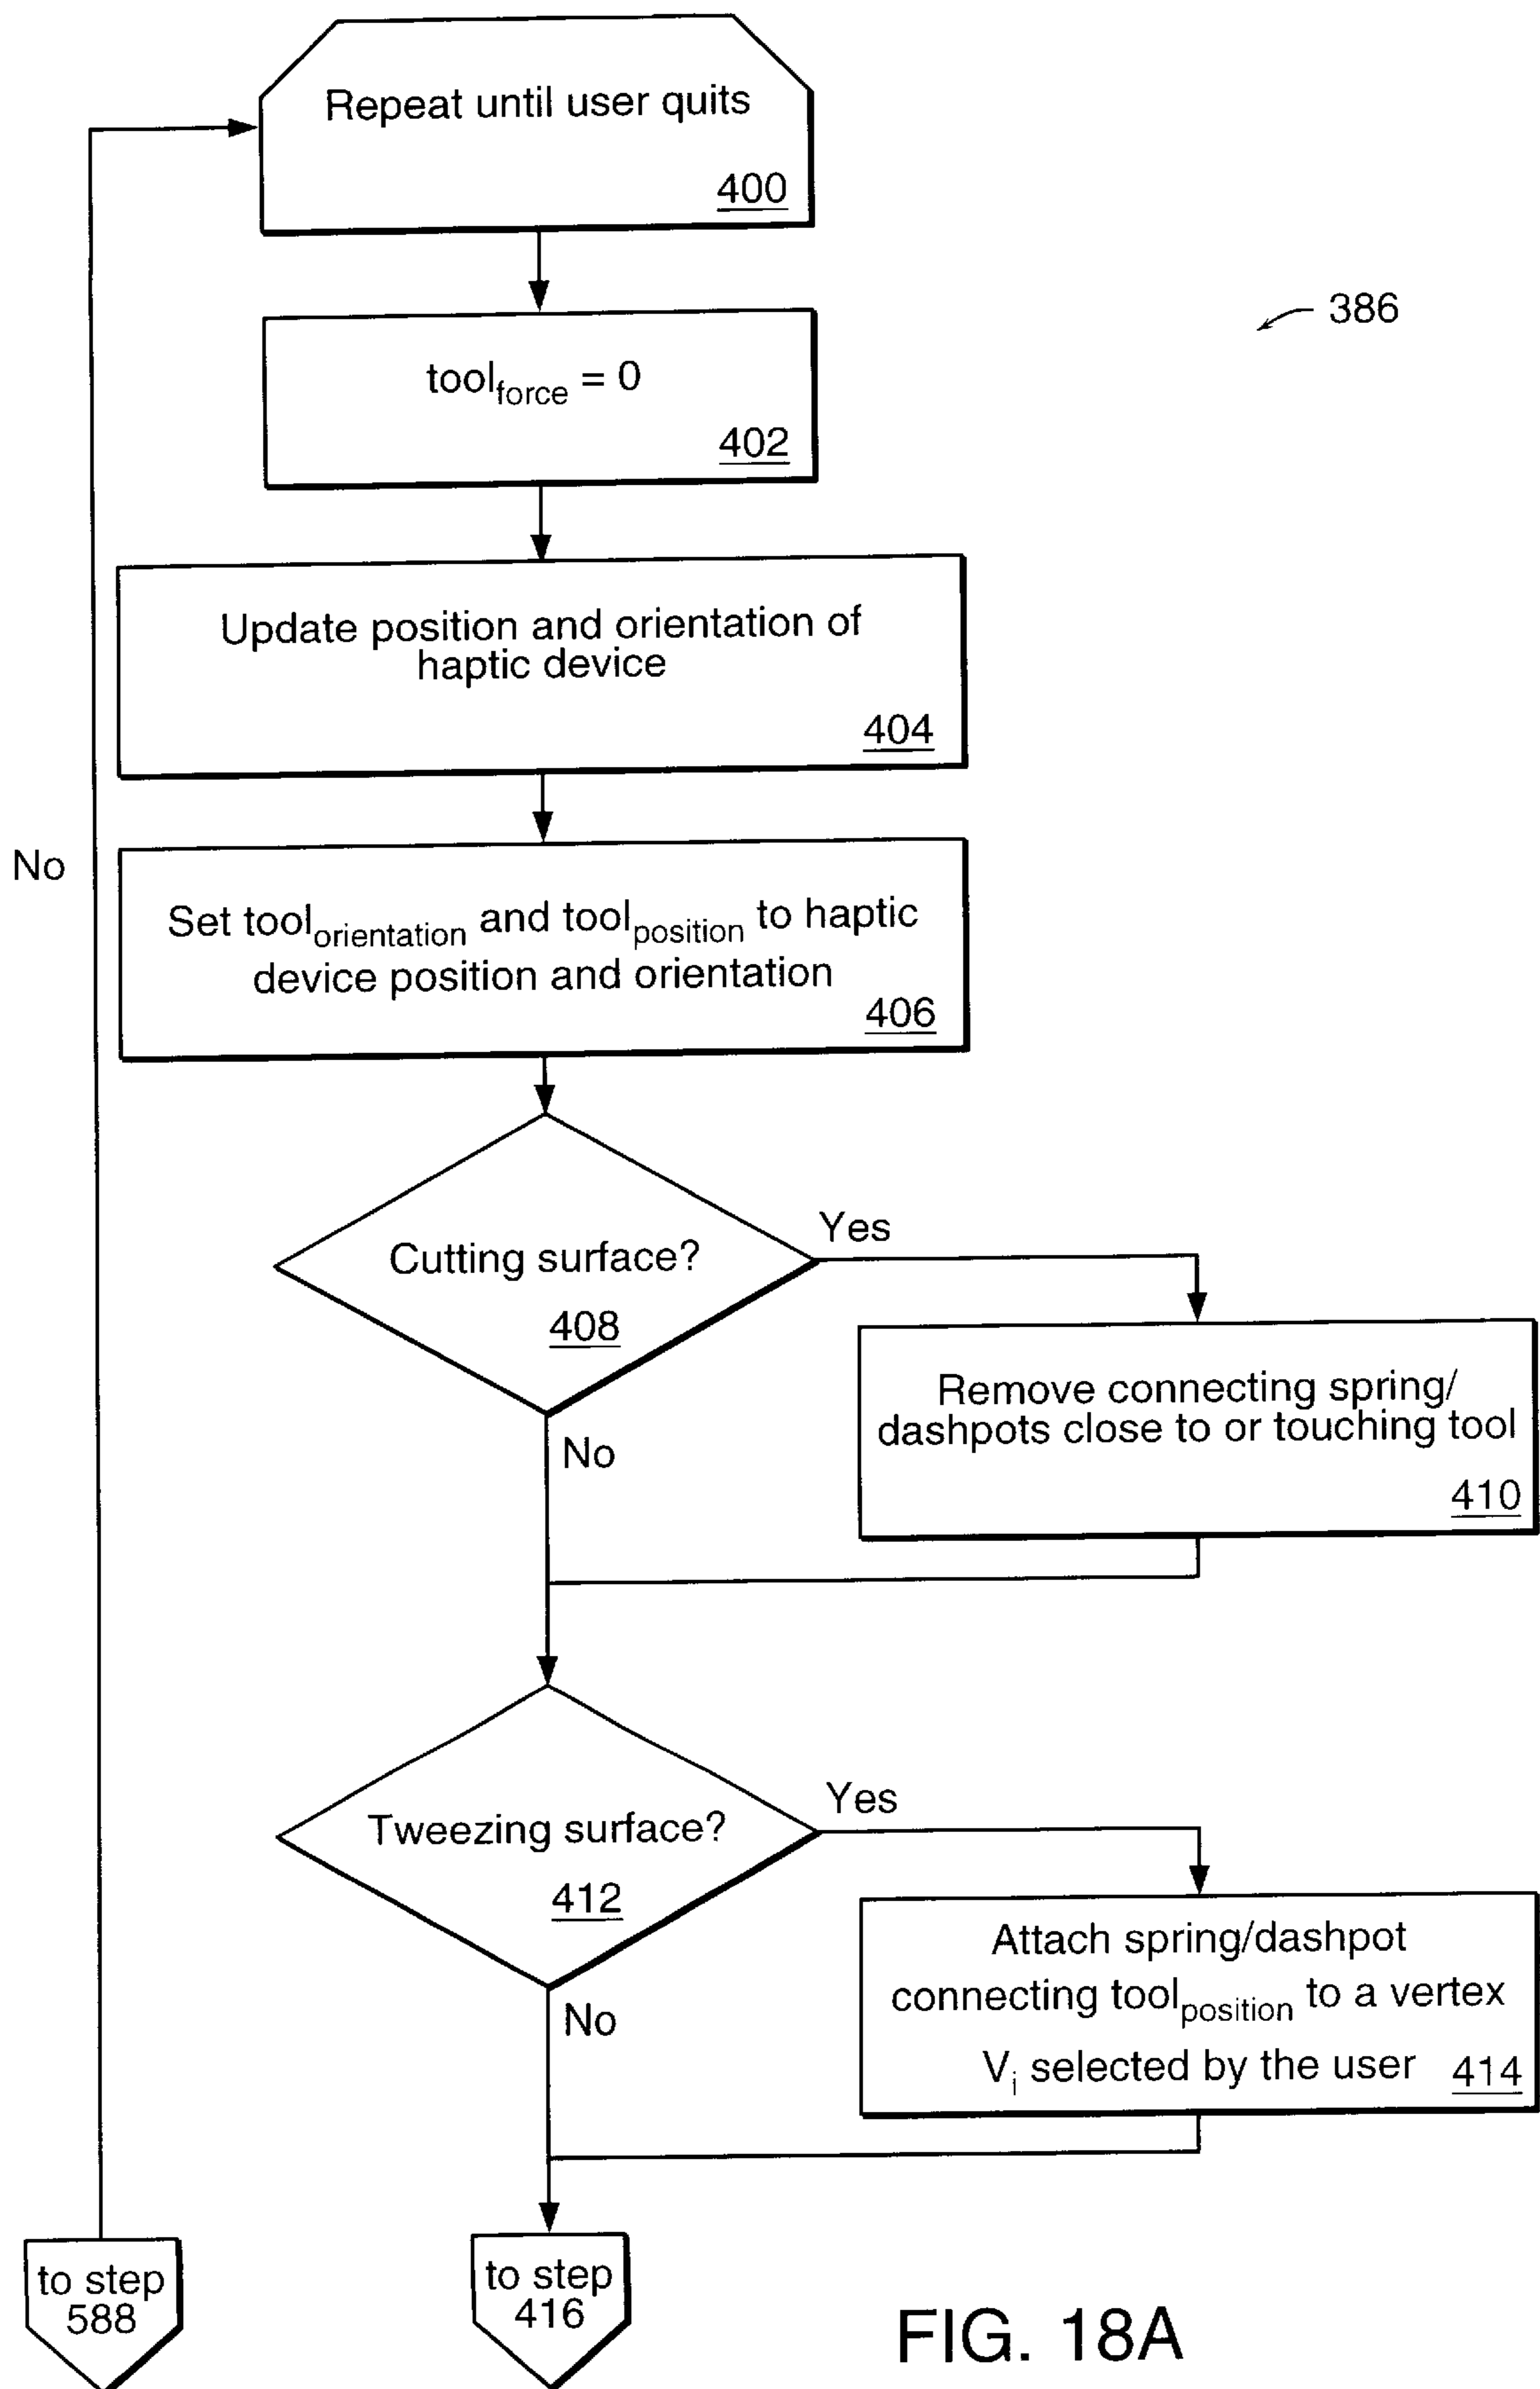 Repeat until user quits
400
386
tool_force = 0
402
Update position and orientation of
haptic device
404
No
Set tool_orientation and tool_position to haptic
device position and orientation
406
Cutting surface?
408
Yes
No
Remove connecting spring/
dashpots close to or touching tool
410
Tweezing surface?
412
Yes
No
Attach spring/dashpot
connecting tool_position to a vertex
V_i selected by the user
414
to step
588
to step
416
FIG. 18A